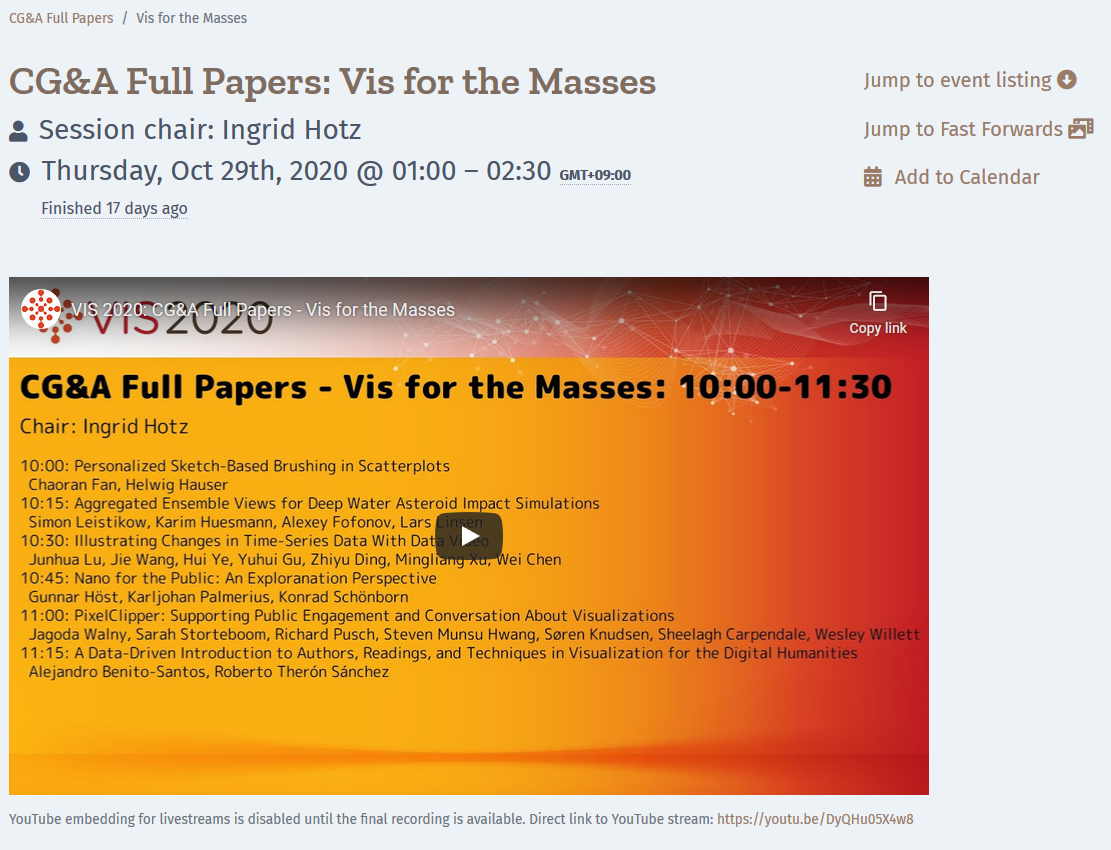 CG&A Full Papers / Vis for the Masses
CG&A Full Papers: Vis for the Masses
Session chair: Ingrid Hotz
Thursday, Oct 29th, 2020 @ 01:00 – 02:30 GMT+09:00
Finished 17 days ago
Jump to event listing
Jump to Fast Forwards
Add to Calendar
VIS2020
VIS 2020: CG&A Full Papers - Vis for the Masses
Copy link
CG&A Full Papers - Vis for the Masses: 10:00-11:30
Chair: Ingrid Hotz
10:00: Personalized Sketch-Based Brushing in Scatterplots
Chaoran Fan, Helwig Hauser
10:15: Aggregated Ensemble Views for Deep Water Asteroid Impact Simulations
Simon Leistikow, Karim Huesmann, Alexey Fofonov, Lars Linsen
10:30: Illustrating Changes in Time-Series Data With Data Video
Junhua Lu, Jie Wang, Hui Ye, Yuhui Gu, Zhiyu Ding, Mingliang Xu, Wei Chen
10:45: Nano for the Public: An Exploranation Perspective
Gunnar Höst, Karljohan Palmerius, Konrad Schönborn
11:00: PixelClipper: Supporting Public Engagement and Conversation About Visualizations
Jagoda Walny, Sarah Storteboom, Richard Pusch, Steven Munsu Hwang, Søren Knudsen, Sheelagh Carpendale, Wesley Willett
11:15: A Data-Driven Introduction to Authors, Readings, and Techniques in Visualization for the Digital Humanities
Alejandro Benito-Santos, Roberto Therón Sánchez
YouTube embedding for livestreams is disabled until the final recording is available. Direct link to YouTube stream: https://youtu.be/DyQHu05X4w8